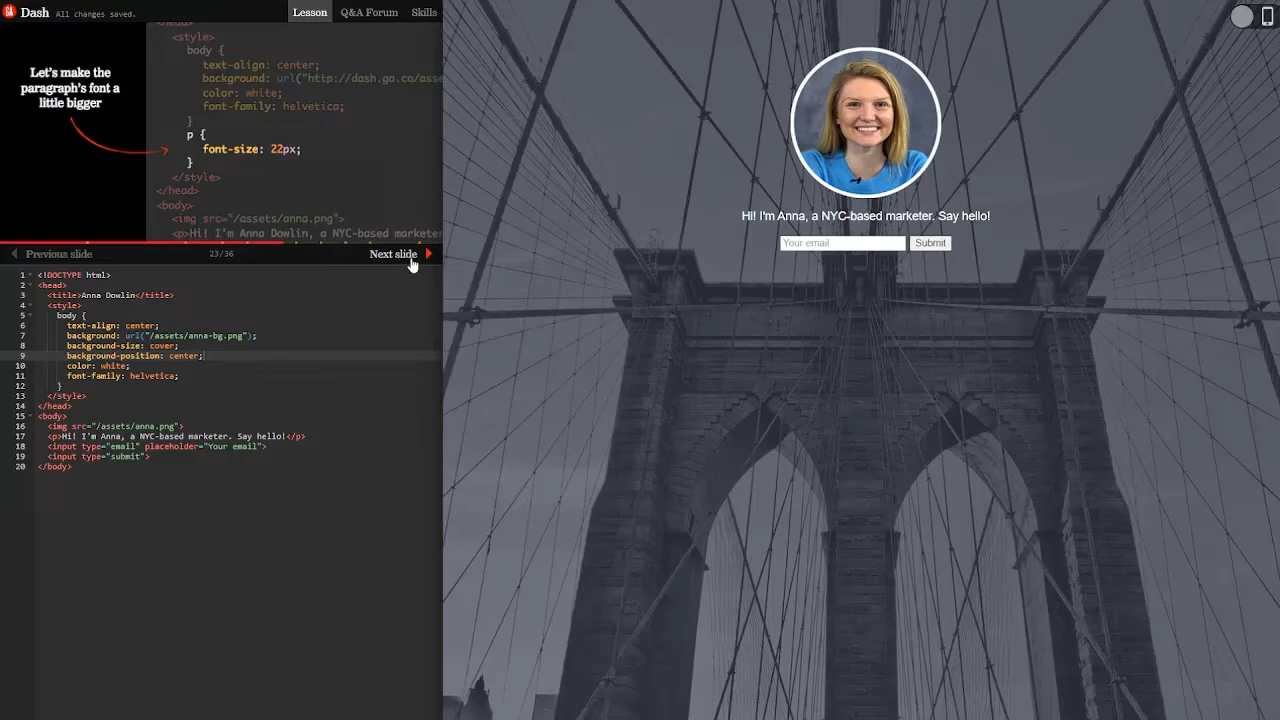 GA Dash All changes saved. Lesson Q&A Forum Skills
Let's make the
paragraph's font a
little bigger
<head>
<style>
body {
text-align: center;
background: url("http://dash.ga.co/asse
color: white;
font-family: helvetica;
}
p {
font-size: 22px;
}
</style>
</head>
<body>
<img src="/assets/anna.png">
<p>Hi! I'm Anna Dowlin, a NYC-based marketer
Previous slide 23/36 Next slide
1 <!DOCTYPE html>
2 <head>
3 <title>Anna Dowlin</title>
4 <style>
5 body {
6 text-align: center;
7 background: url("/assets/anna-bg.png");
8 background-size: cover;
9 background-position: center;
10 color: white;
11 font-family: helvetica;
12 }
13 </style>
14 </head>
15 <body>
16 <img src="/assets/anna.png">
17 <p>Hi! I'm Anna, a NYC-based marketer. Say hello!</p>
18 <input type="email" placeholder="Your email">
19 <input type="submit">
20 </body>
Hi! I'm Anna, a NYC-based marketer. Say hello!
Your email Submit